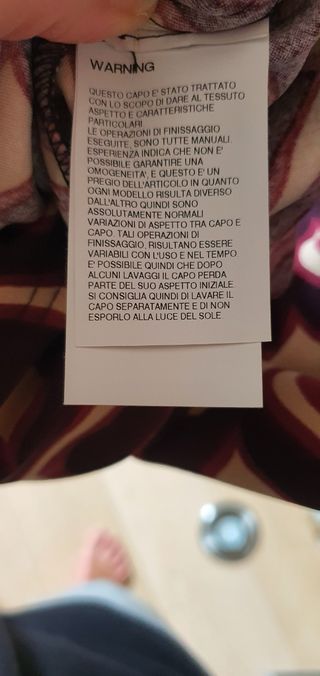 WARNING
QUESTO CAPO E' STATO TRATTATO
CON LO SCOPO DI DARE AL TESSUTO
ASPETTO E CARATTERISTICHE
PARTICOLARI.
LE OPERAZIONI DI FINISSAGGIO
ESEGUITE, SONO TUTTE MANUALI.
ESPERIENZA INDICA CHE NON E'
POSSIBILE GARANTIRE UNA
OMOGENEITA', E QUESTO E' UN
PREGIO DELL'ARTICOLO IN QUANTO
OGNI MODELLO RISULTA DIVERSO
DALL'ALTRO QUINDI SONO
ASSOLUTAMENTE NORMALI
VARIAZIONI DI ASPETTO TRA CAPO E
CAPO. TALI OPERAZIONI DI
FINISSAGGIO, RISULTANO ESSERE
VARIABILI CON L'USO E NEL TEMPO
E' POSSIBILE QUINDI CHE DOPO
ALCUNI LAVAGGI IL CAPO PERDA
PARTE DEL SUO ASPETTO INIZIALE.
SI CONSIGLIA QUINDI DI LAVARE IL
CAPO SEPARATAMENTE E DI NON
ESPORLO ALLA LUCE DEL SOLE.